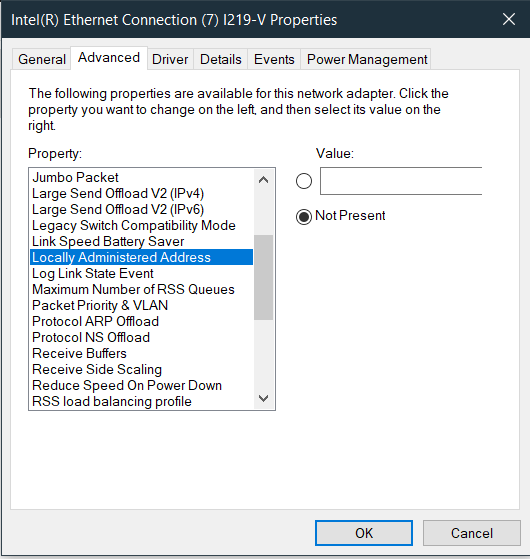 Intel(R) Ethernet Connection (7) I219-V Properties
General
Advanced
Driver
Details
Events
Power Management
The following properties are available for this network adapter. Click the
property you want to change on the left, and then select its value on the
right.
Property:
Value:
Jumbo Packet
Large Send Offload V2 (IPv4)
Large Send Offload V2 (IPv6)
Legacy Switch Compatibility Mode
Link Speed Battery Saver
Locally Administered Address
Log Link State Event
Maximum Number of RSS Queues
Packet Priority & VLAN
Protocol ARP Offload
Protocol NS Offload
Receive Buffers
Receive Side Scaling
Reduce Speed On Power Down
RSS load balancing profile
Not Present
OK
Cancel